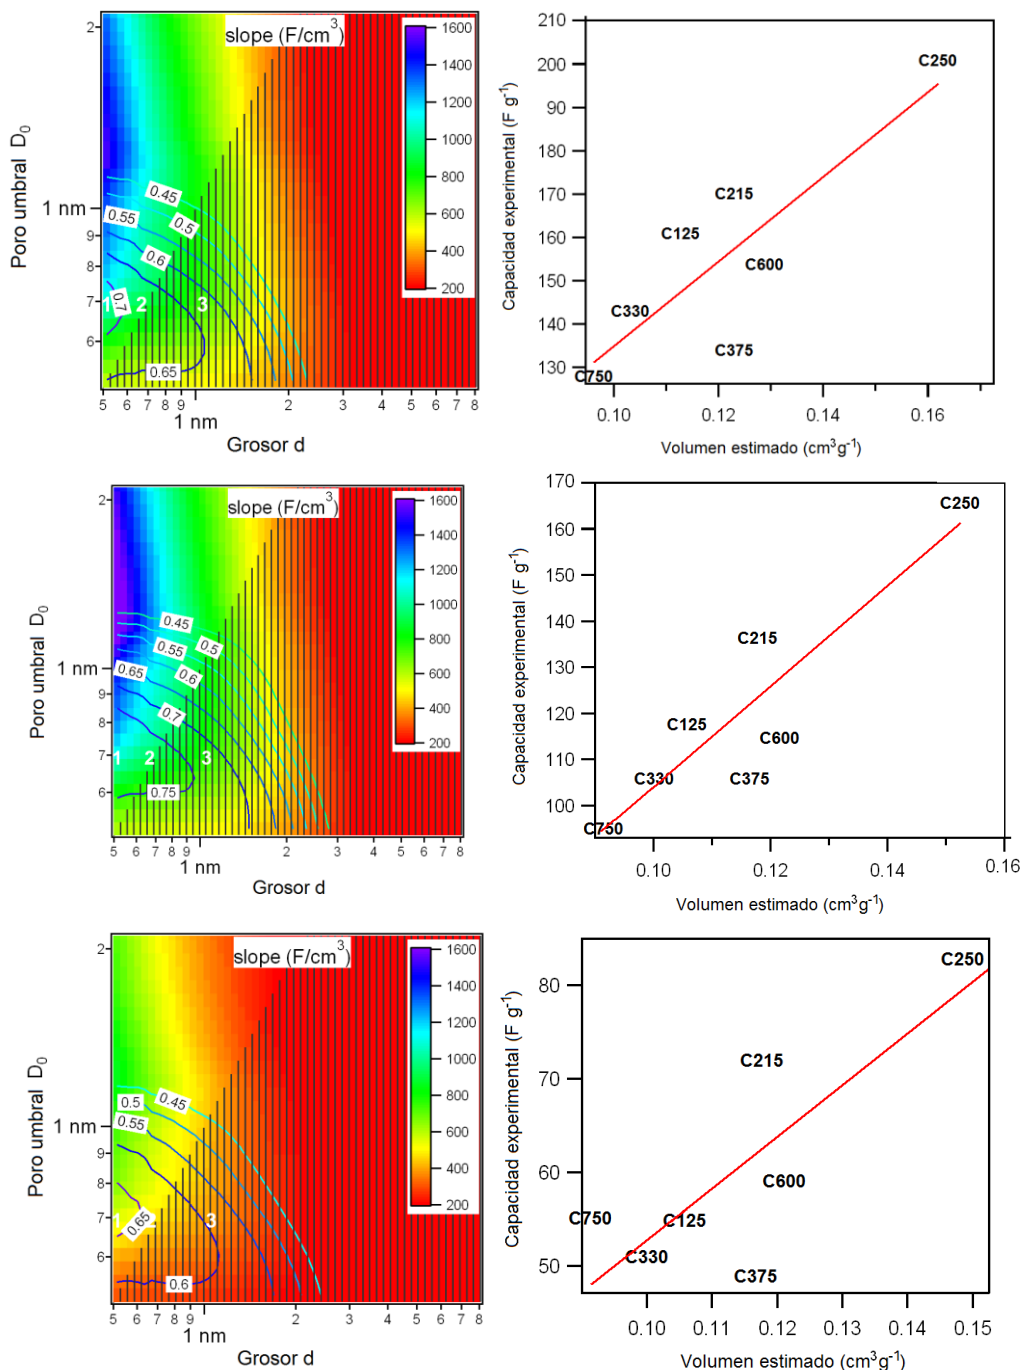 slope (F/cm³)
1600
1400
1200
1000
800
600
400
200
2
1 nm
9
8
7
6
Poro umbral D₀
0.45
0.55
0.5
0.6
0.7
0.65
1
2
3
5 6 7 8 9 2 3 4 5 6 7 8
1 nm
Grosor d
210
200
190
180
170
160
150
140
130
Capacidad experimental (F g⁻¹)
C250
C215
C125
C600
C330
C375
C750
0.10 0.12 0.14 0.16
Volumen estimado (cm³g⁻¹)
slope (F/cm³)
1600
1400
1200
1000
800
600
400
200
2
1 nm
9
8
7
6
Poro umbral D₀
0.45
0.5
0.55
0.65
0.6
0.7
0.75
1
2
3
5 6 7 8 9 2 3 4 5 6 7 8
1 nm
Grosor d
170
160
150
140
130
120
110
100
Capacidad experimental (F g⁻¹)
C250
C215
C125
C600
C330
C375
C750
0.10 0.12 0.14 0.16
Volumen estimado (cm³g⁻¹)
slope (F/cm³)
1600
1400
1200
1000
800
600
400
200
2
1 nm
9
8
7
6
Poro umbral D₀
0.5
0.45
0.55
0.65
0.6
1
2
3
5 6 7 8 9 2 3 4 5 6 7 8
1 nm
Grosor d
80
70
60
50
Capacidad experimental (F g⁻¹)
C250
C215
C600
C750
C125
C330
C375
0.10 0.11 0.12 0.13 0.14 0.15
Volumen estimado (cm³g⁻¹)